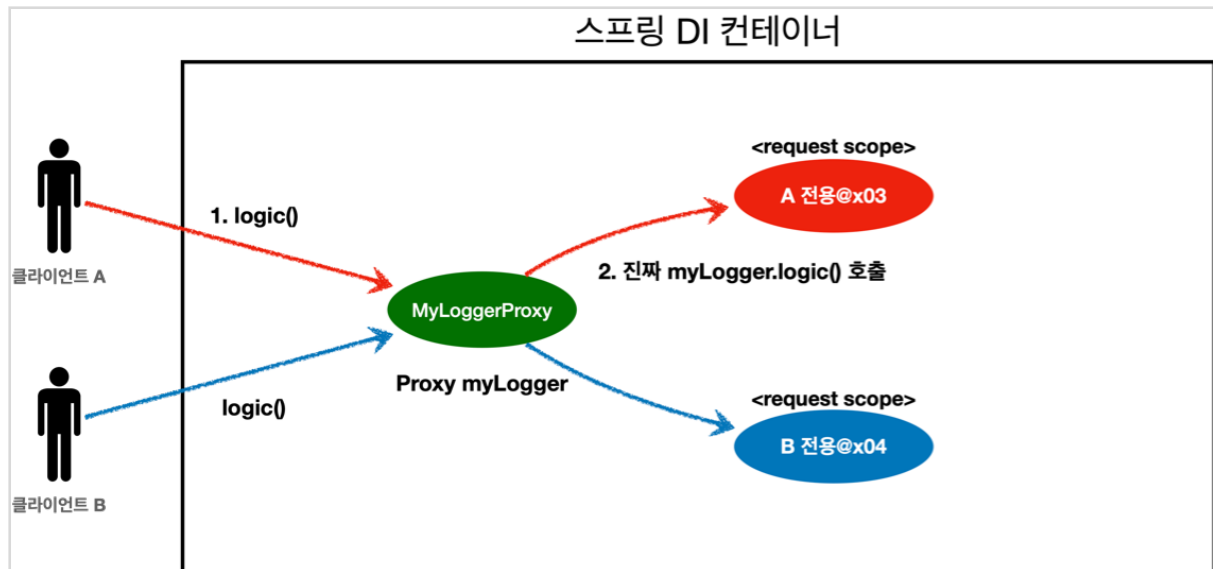 스프링 DI 컨테이너
<request scope>
A 전용@x03
1. logic()
클라이언트 A
2. 진짜 myLogger.logic() 호출
MyLoggerProxy
Proxy myLogger
logic()
<request scope>
B 전용@x04
클라이언트 B